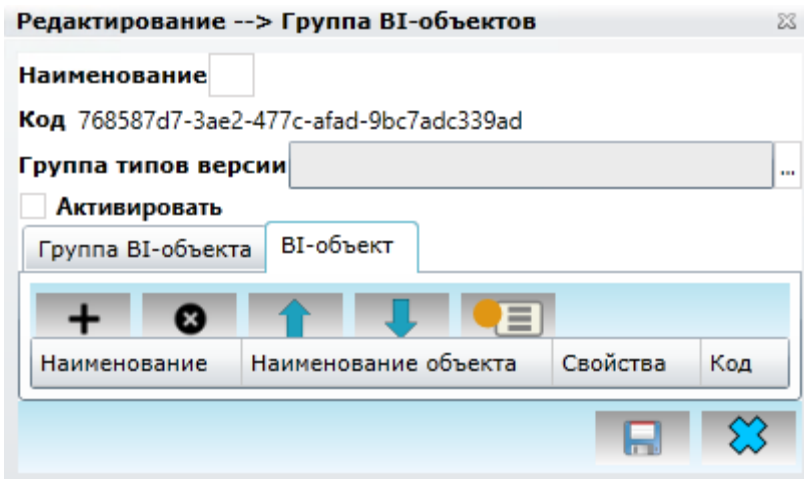 Редактирование --> Группа BI-объектов
Наименование
Код 768587d7-3ae2-477c-afad-9bc7adc339ad
Группа типов версии ...
Активировать
Группа BI-объекта BI-объект
Наименование Наименование объекта Свойства Код